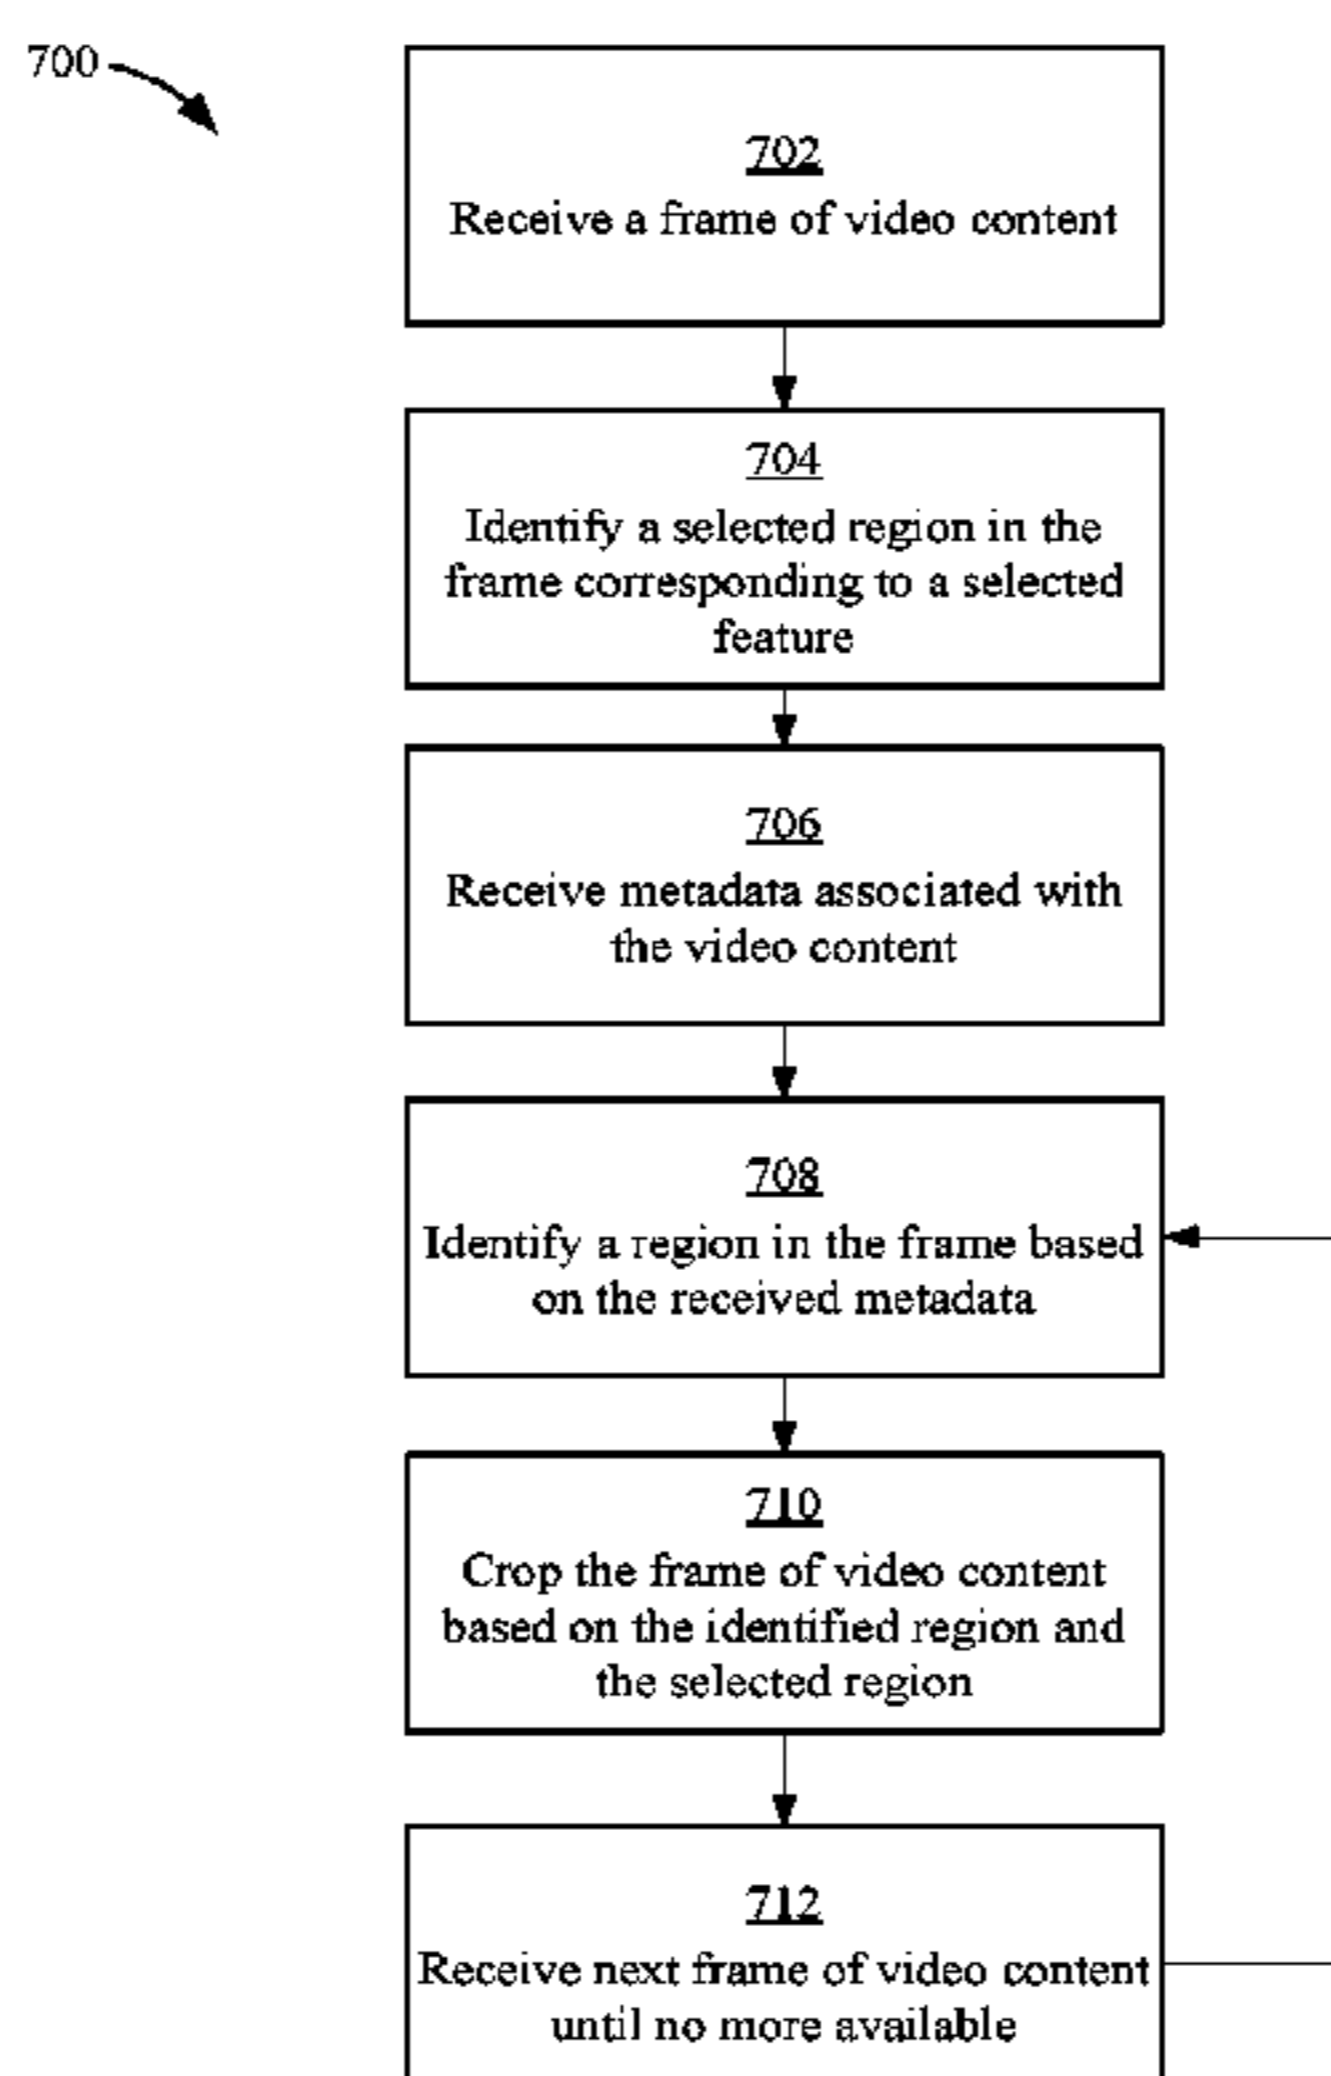 700
702
Receive a frame of video content
704
Identify a selected region in the
frame corresponding to a selected
feature
706
Receive metadata associated with
the video content
708
Identify a region in the frame based
on the received metadata
710
Crop the frame of video content
based on the identified region and
the selected region
712
Receive next frame of video content
until no more available